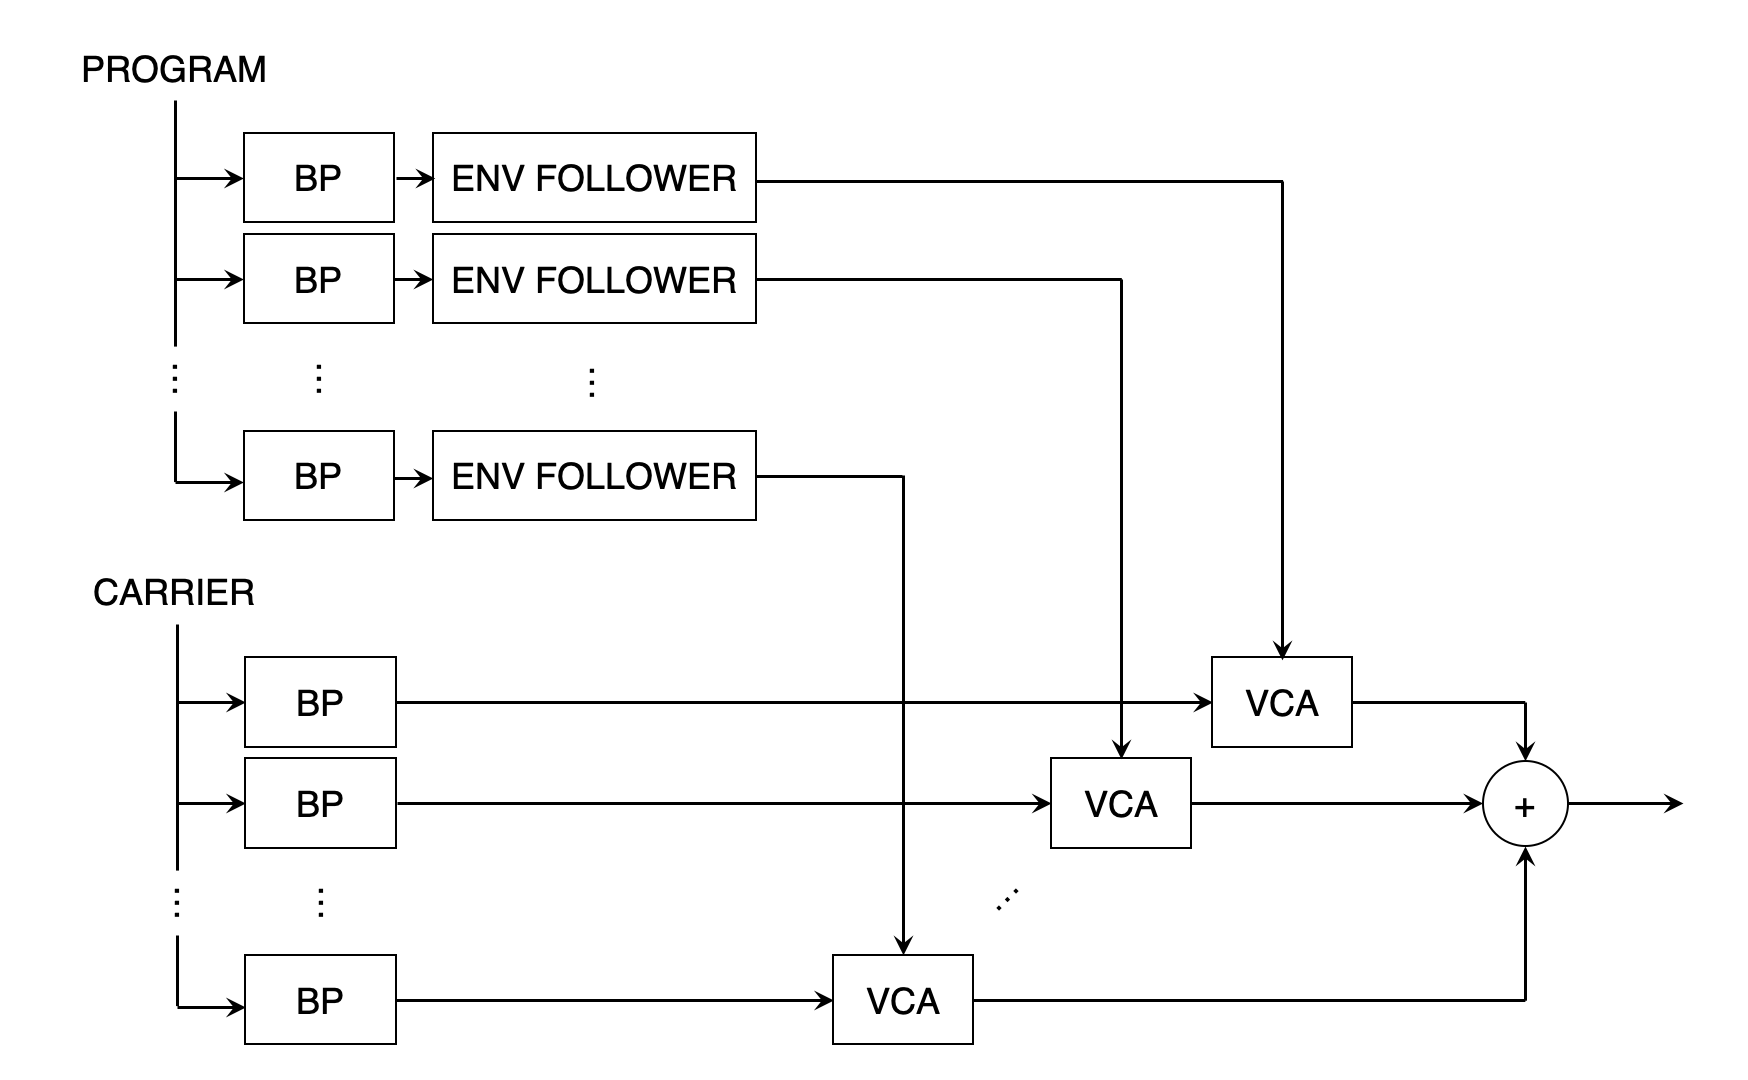 PROGRAM
BP ENV FOLLOWER
BP ENV FOLLOWER
BP ENV FOLLOWER
CARRIER
BP VCA
BP VCA +
BP VCA